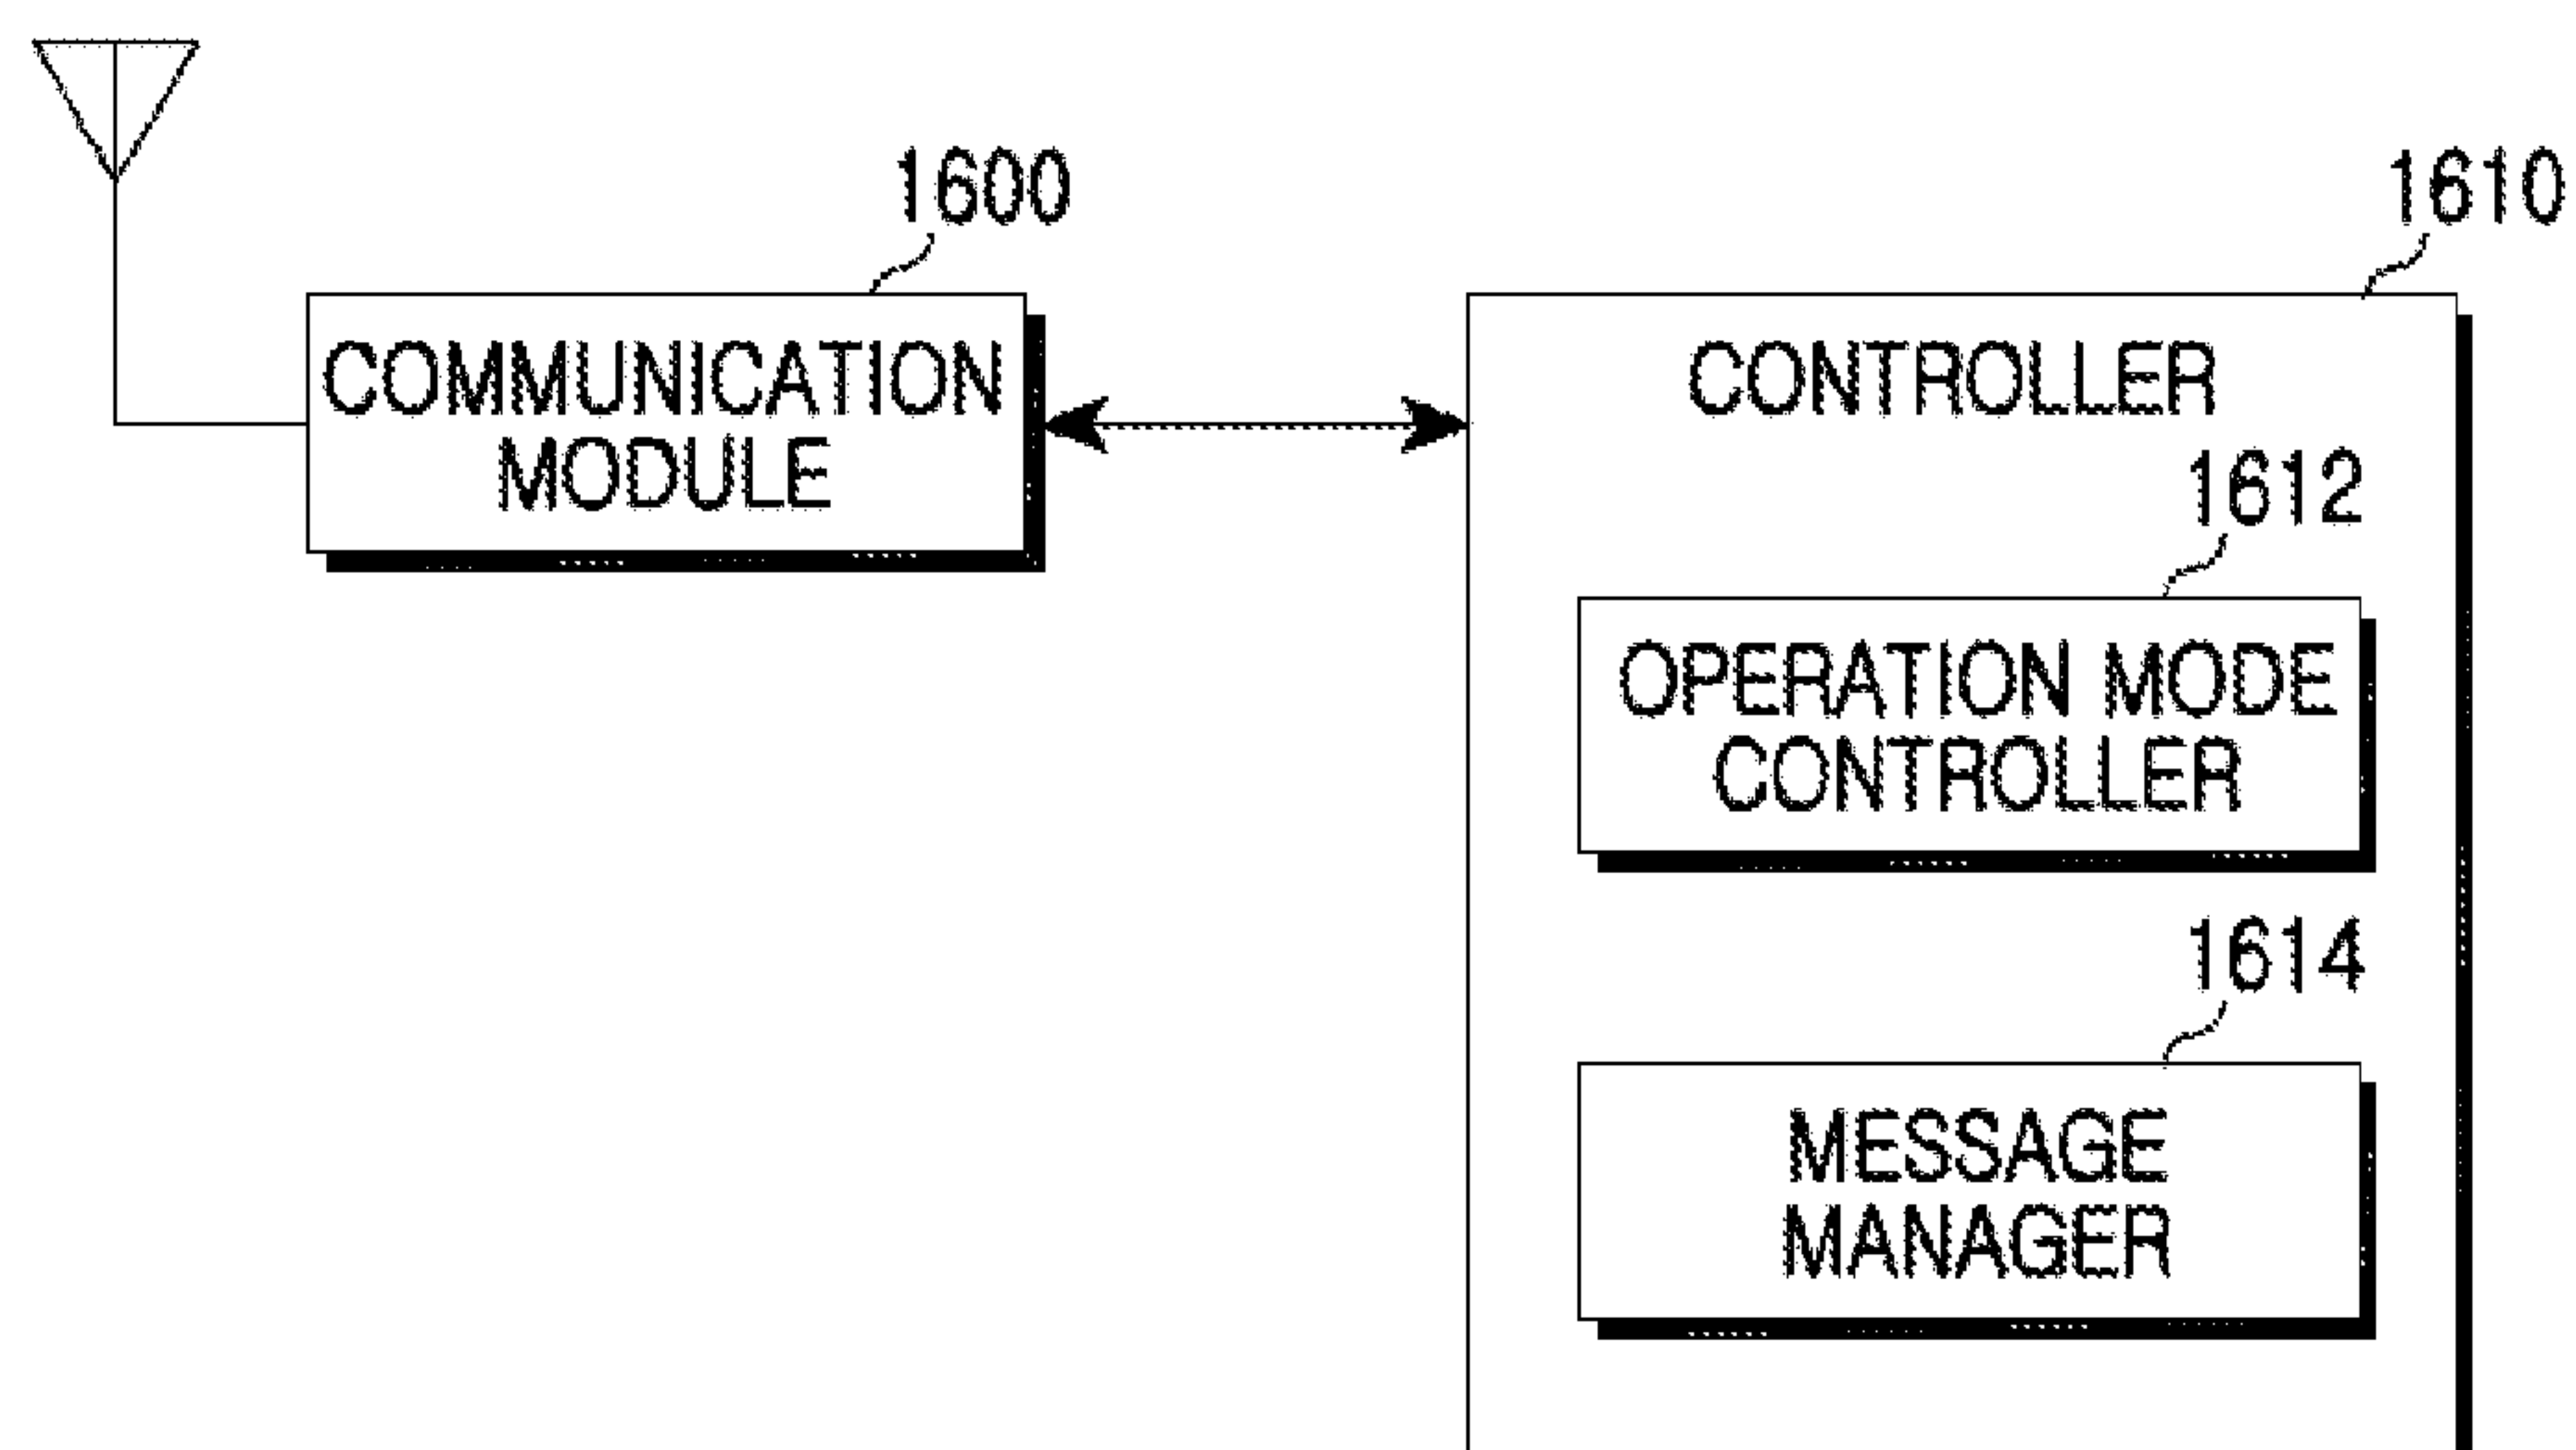 1600
COMMUNICATION
MODULE
1610
CONTROLLER
1612
OPERATION MODE
CONTROLLER
1614
MESSAGE
MANAGER